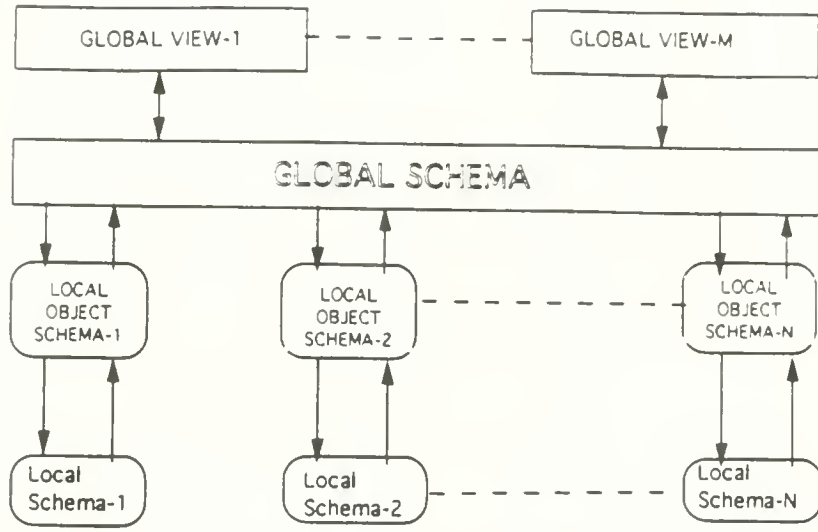 GLOBAL VIEW-1
GLOBAL VIEW-M
GLOBAL SCHEMA
LOCAL
OBJECT
SCHEMA-1
LOCAL
OBJECT
SCHEMA-2
LOCAL
OBJECT
SCHEMA-N
Local
Schema-1
Local
Schema-2
Local
Schema-N